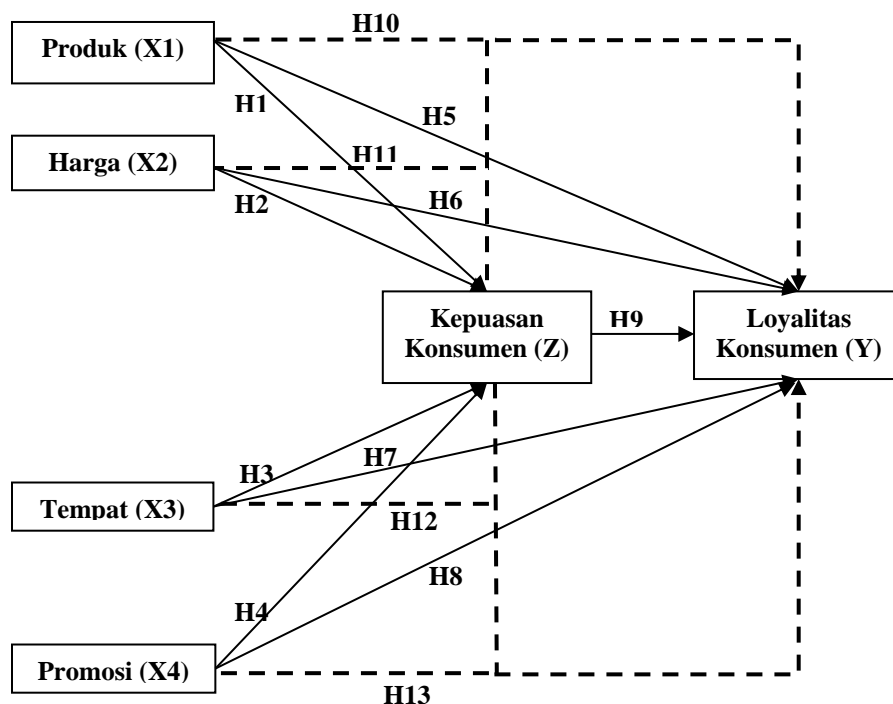 H10
Produk (X1)
H1
H5
H11
Harga (X2)
H2
H6
Kepuasan
Konsumen (Z)
H9
Loyalitas
Konsumen (Y)
H3
H7
Tempat (X3)
H12
H8
H4
Promosi (X4)
H13